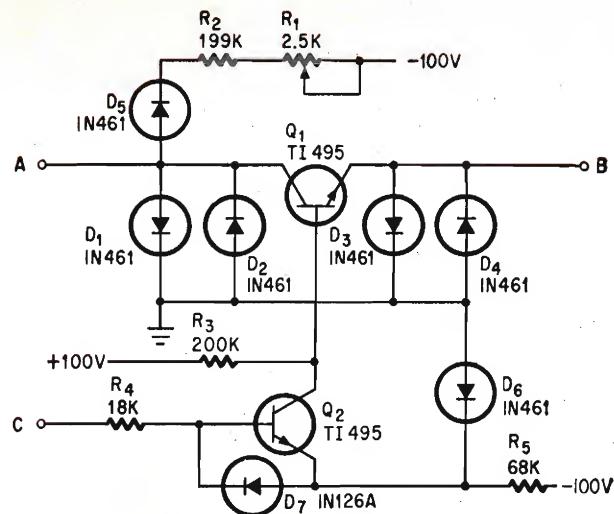 R2
199K
R1
2.5K
-100V
D5
IN461
Q1
TI 495
A
B
D1
IN461
D2
IN461
D3
IN461
D4
IN461
R3
200K
+100V
R4
18K
Q2
TI 495
D6
IN461
C
R5
68K
D7 IN126A
-100V